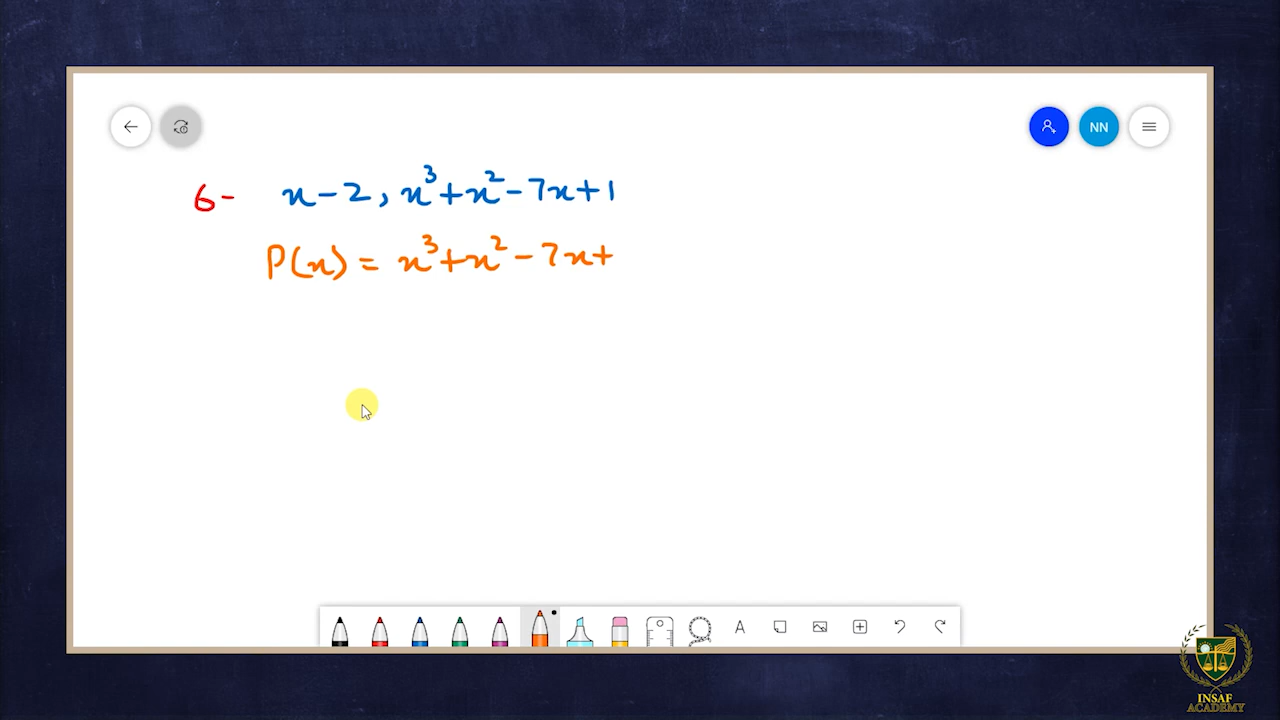 NN
6- x-2, x³+x²-7x+1
P(x) = x³+x²-7x+
A
INSAF
ACADEMY